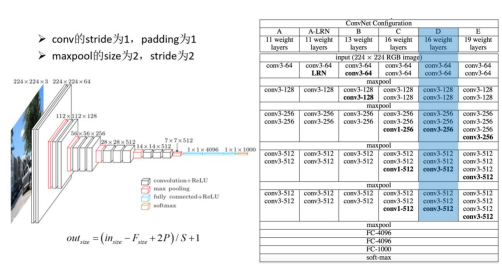 conv的stride为1，padding为1
maxpool的size为2，stride为2
224 × 224 × 3 224 × 224 × 64
112 × 112 × 128
56 × 56 × 256
28 × 28 × 512
14 × 14 × 512
7 × 7 × 512
1 × 1 × 4096 1 × 1 × 1000
convolution+ReLU
max pooling
fully connected+ReLU
softmax
out_size = (in_size − F_size + 2P) / S + 1
ConvNet Configuration
A A-LRN B C D E
11 weight layers 11 weight layers 13 weight layers 16 weight layers 16 weight layers 19 weight layers
input (224 × 224 RGB image)
conv3-64 conv3-64 conv3-64 conv3-64 conv3-64 conv3-64
LRN conv3-64 conv3-64 conv3-64 conv3-64
maxpool
conv3-128 conv3-128 conv3-128 conv3-128 conv3-128 conv3-128
conv3-128 conv3-128 conv3-128 conv3-128
maxpool
conv3-256 conv3-256 conv3-256 conv3-256 conv3-256 conv3-256
conv3-256 conv3-256 conv3-256 conv3-256 conv3-256 conv3-256
conv1-256 conv3-256 conv3-256
conv3-256
maxpool
conv3-512 conv3-512 conv3-512 conv3-512 conv3-512 conv3-512
conv3-512 conv3-512 conv3-512 conv3-512 conv3-512 conv3-512
conv1-512 conv3-512 conv3-512
conv3-512
maxpool
conv3-512 conv3-512 conv3-512 conv3-512 conv3-512 conv3-512
conv3-512 conv3-512 conv3-512 conv3-512 conv3-512 conv3-512
conv1-512 conv3-512 conv3-512
conv3-512
maxpool
FC-4096
FC-4096
FC-1000
soft-max